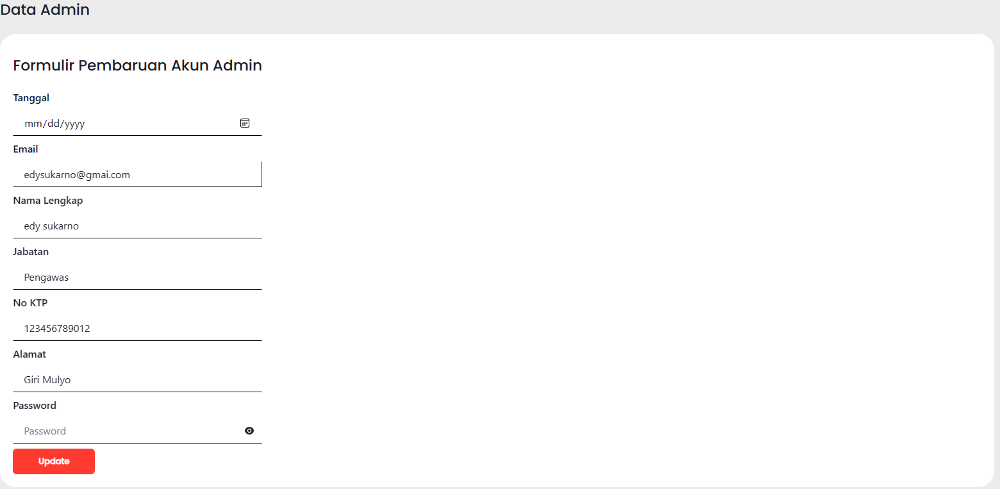 Data Admin
Formulir Pembaruan Akun Admin
Tanggal
mm/dd/yyyy
Email
edysukarno@gmai.com
Nama Lengkap
edy sukarno
Jabatan
Pengawas
No KTP
123456789012
Alamat
Giri Mulyo
Password
Password
Update